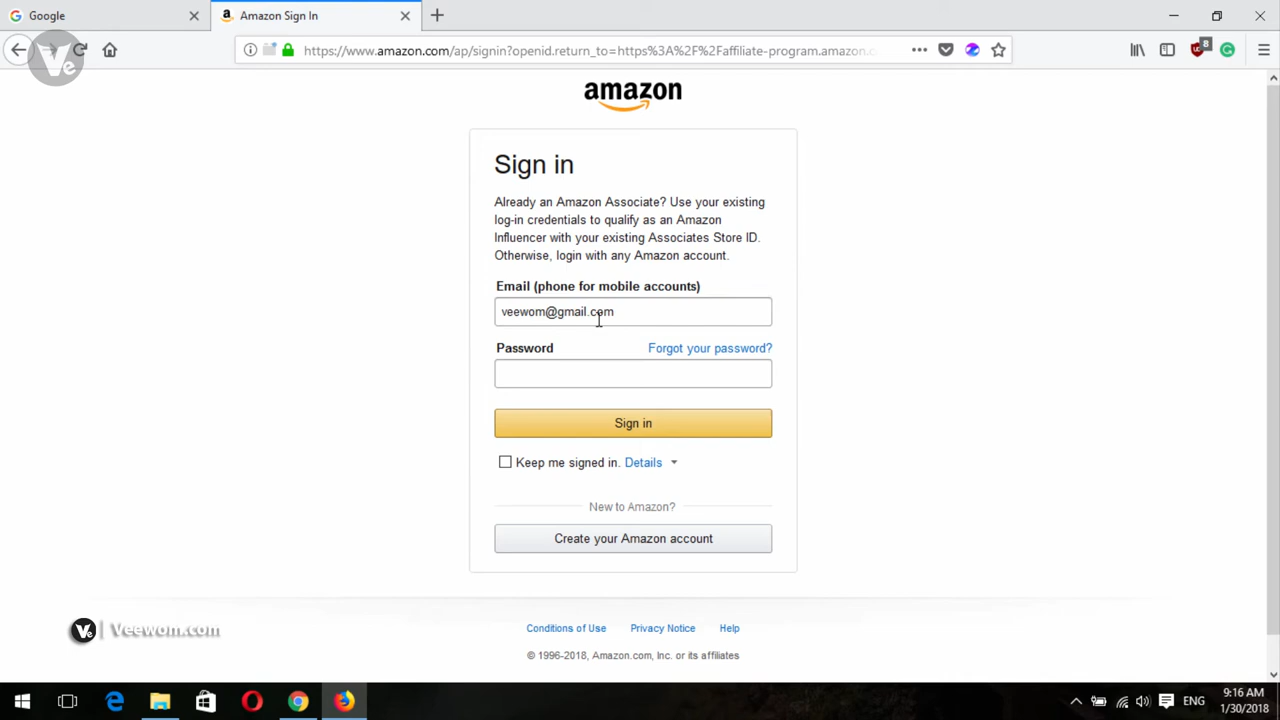 Google
Amazon Sign In
https://www.amazon.com/ap/signin?openid.return_to=https%3A%2F%2Faffiliate-program.amazon.c
8
Ve
amazon
Sign in
Already an Amazon Associate? Use your existing
log-in credentials to qualify as an Amazon
Influencer with your existing Associates Store ID.
Otherwise, login with any Amazon account.
Email (phone for mobile accounts)
veewom@gmail.com
Password
Forgot your password?
Sign in
Keep me signed in. Details
New to Amazon?
Create your Amazon account
Ve | Veewom.com
Conditions of Use
Privacy Notice
Help
© 1996-2018, Amazon.com, Inc. or its affiliates
ENG
9:16 AM
1/30/2018